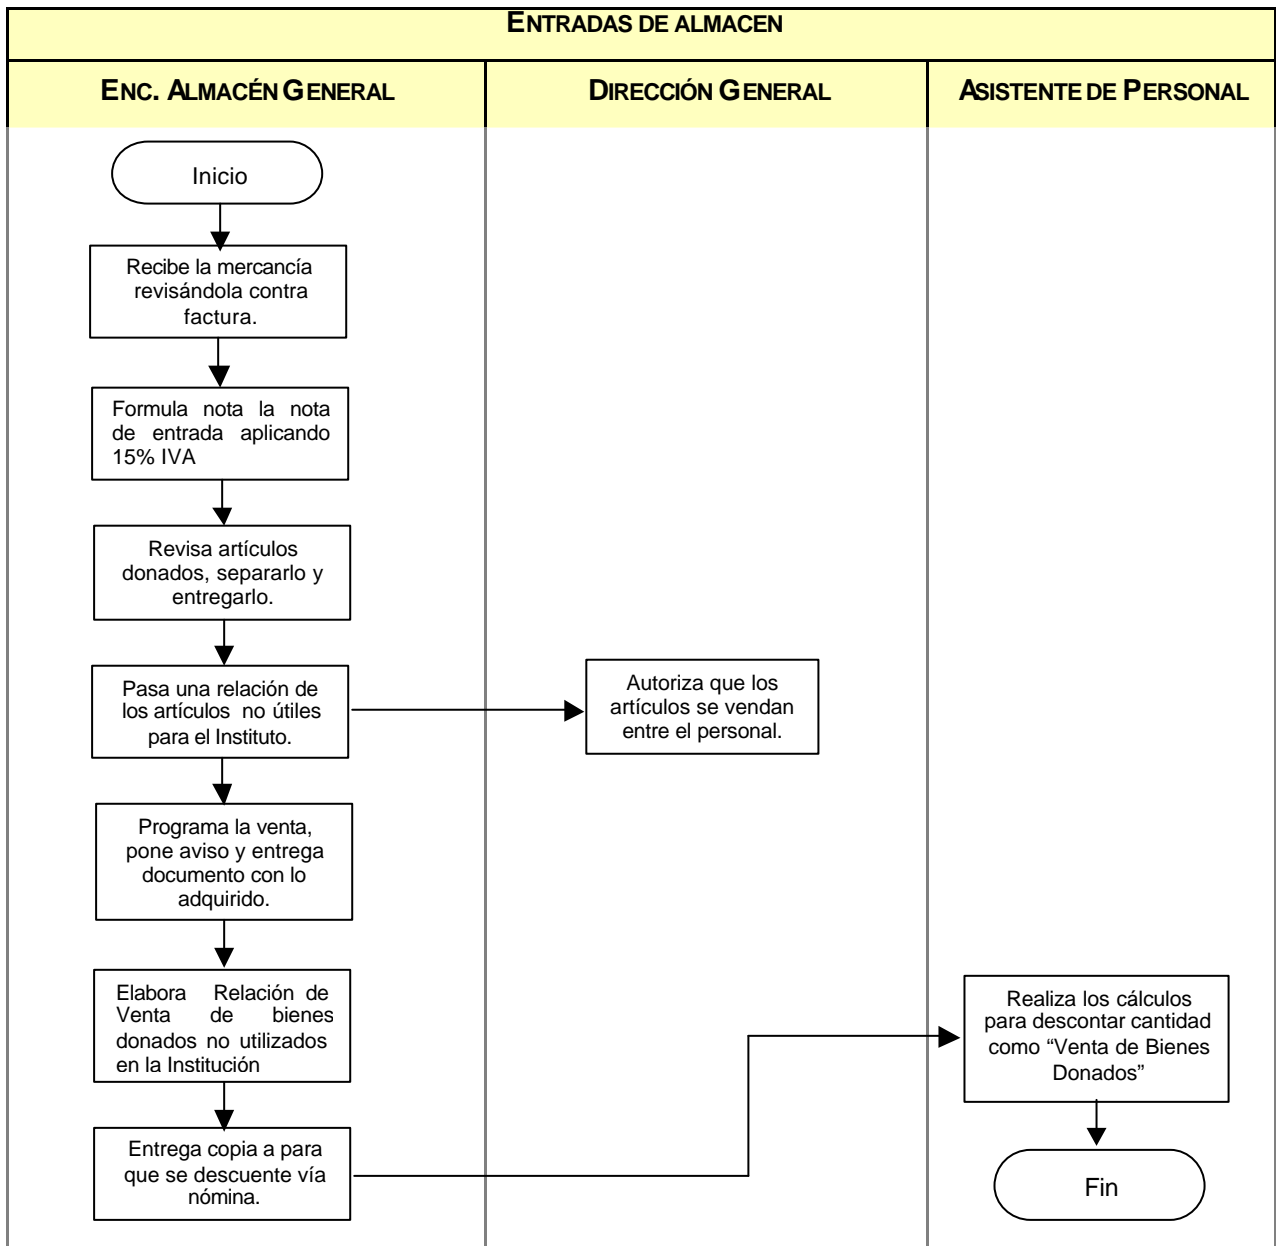 ENTRADAS DE ALMACEN
ENC. ALMACÉN GENERAL
DIRECCIÓN GENERAL
ASISTENTE DE PERSONAL
Inicio
Recibe la mercancía
revisándola contra
factura.
Formula nota la nota
de entrada aplicando
15% IVA
Revisa artículos
donados, separarlo y
entregarlo.
Pasa una relación de
los artículos no útiles
para el Instituto.
Autoriza que los
artículos se vendan
entre el personal.
Programa la venta,
pone aviso y entrega
documento con lo
adquirido.
Elabora Relación de
Venta de bienes
donados no utilizados
en la Institución
Entrega copia a para
que se descuente vía
nómina.
Realiza los cálculos
para descontar cantidad
como “Venta de Bienes
Donados”
Fin